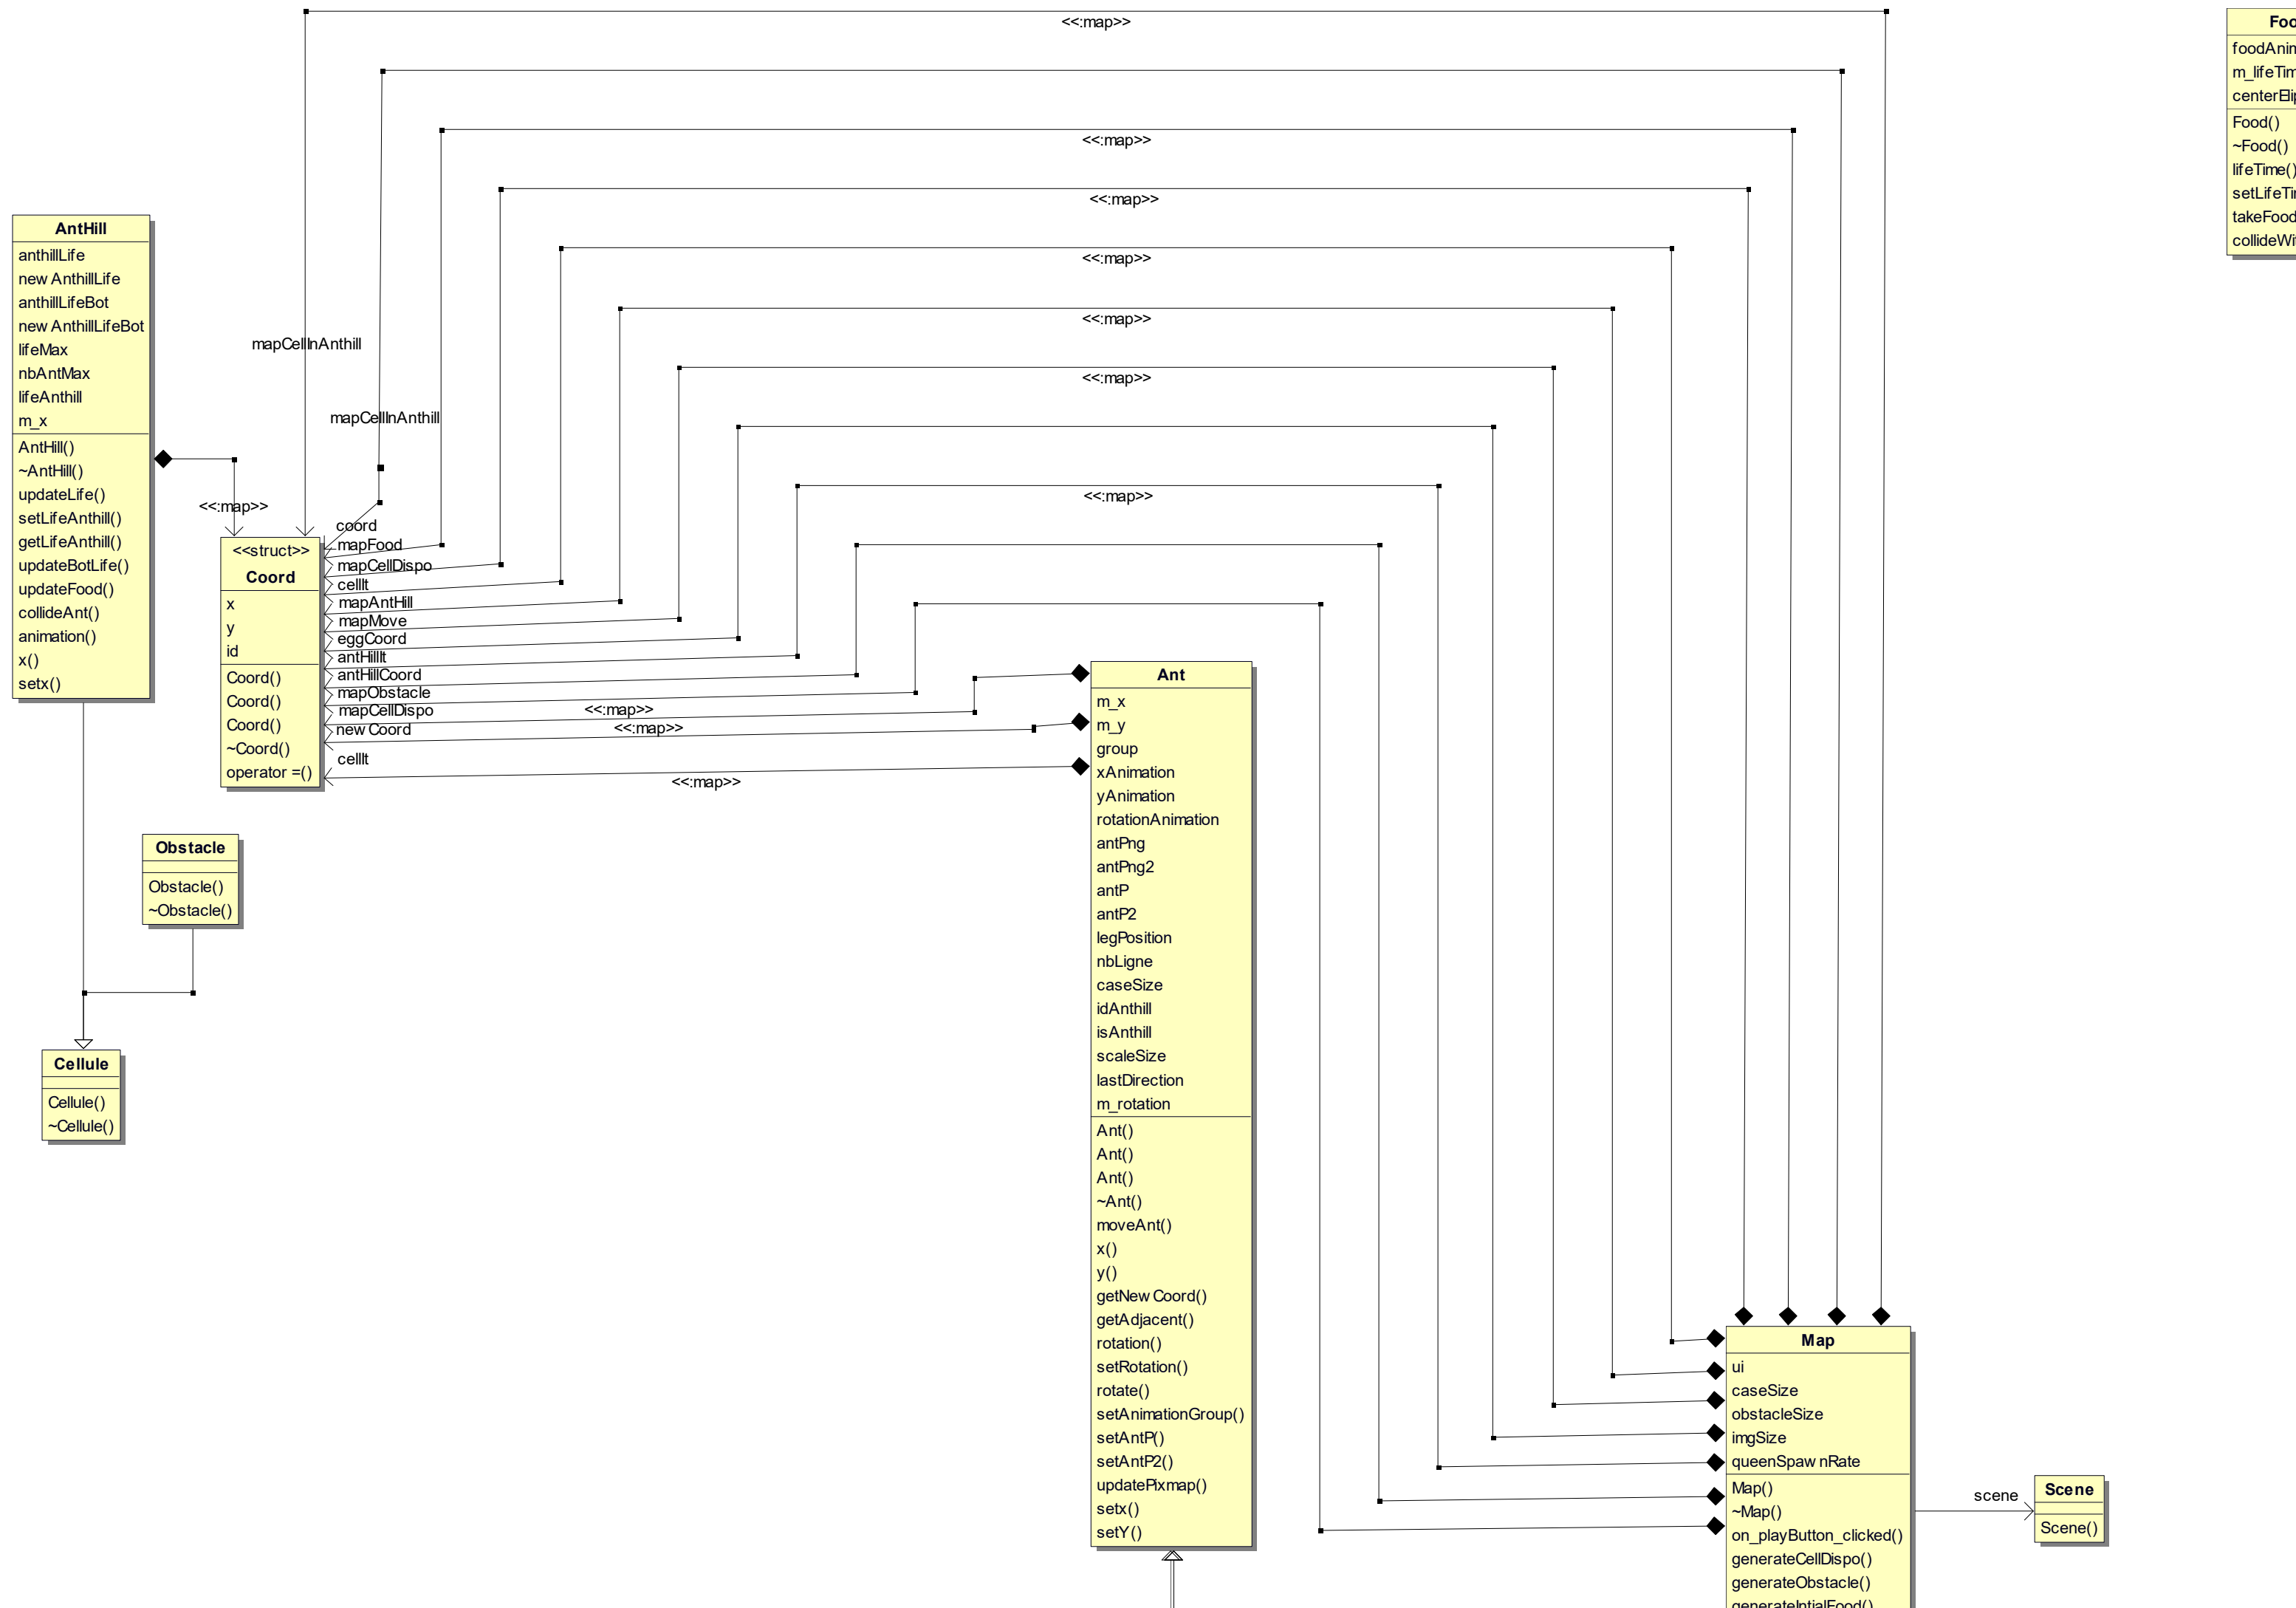 <<:map>>
<<:map>>
<<:map>>
<<:map>>
<<:map>>
<<:map>>
<<:map>>
mapCellInAnthill
mapCellInAnthill
<<:map>>
AntHill
anthillLife
new AnthillLife
anthillLifeBot
new AnthillLifeBot
lifeMax
nbAntMax
lifeAnthill
m_x
AntHill()
~AntHill()
updateLife()
setLifeAnthill()
getLifeAnthill()
updateBotLife()
updateFood()
collideAnt()
animation()
x()
setx()
coord
mapFood
mapCellDispo
cellIt
mapAntHill
mapMove
eggCoord
antHillIt
antHillCoord
mapObstacle
mapCellDispo
new Coord
cellIt
<<:map>>
<<:map>>
<<:map>>
<<struct>>
Coord
x
y
id
Coord()
Coord()
Coord()
~Coord()
operator =()
Obstacle
Obstacle()
~Obstacle()
Cellule
Cellule()
~Cellule()
Ant
m_x
m_y
group
xAnimation
yAnimation
rotationAnimation
antPng
antPng2
antP
antP2
legPosition
nbLigne
caseSize
idAnthill
isAnthill
scaleSize
lastDirection
m_rotation
Ant()
Ant()
Ant()
~Ant()
moveAnt()
x()
y()
getNew Coord()
getAdjacent()
rotation()
setRotation()
rotate()
setAnimationGroup()
setAntP()
setAntP2()
updatePixmap()
setx()
setY()
Map
ui
caseSize
obstacleSize
imgSize
queenSpaw nRate
Map()
~Map()
on_playButton_clicked()
generateCellDispo()
generateObstacle()
generateIntialFood()
scene
Scene
Scene()
Foo
foodAnim
m_lifeTim
centerElip
Food()
~Food()
lifeTime()
setLifeTi
takeFood
collideWi